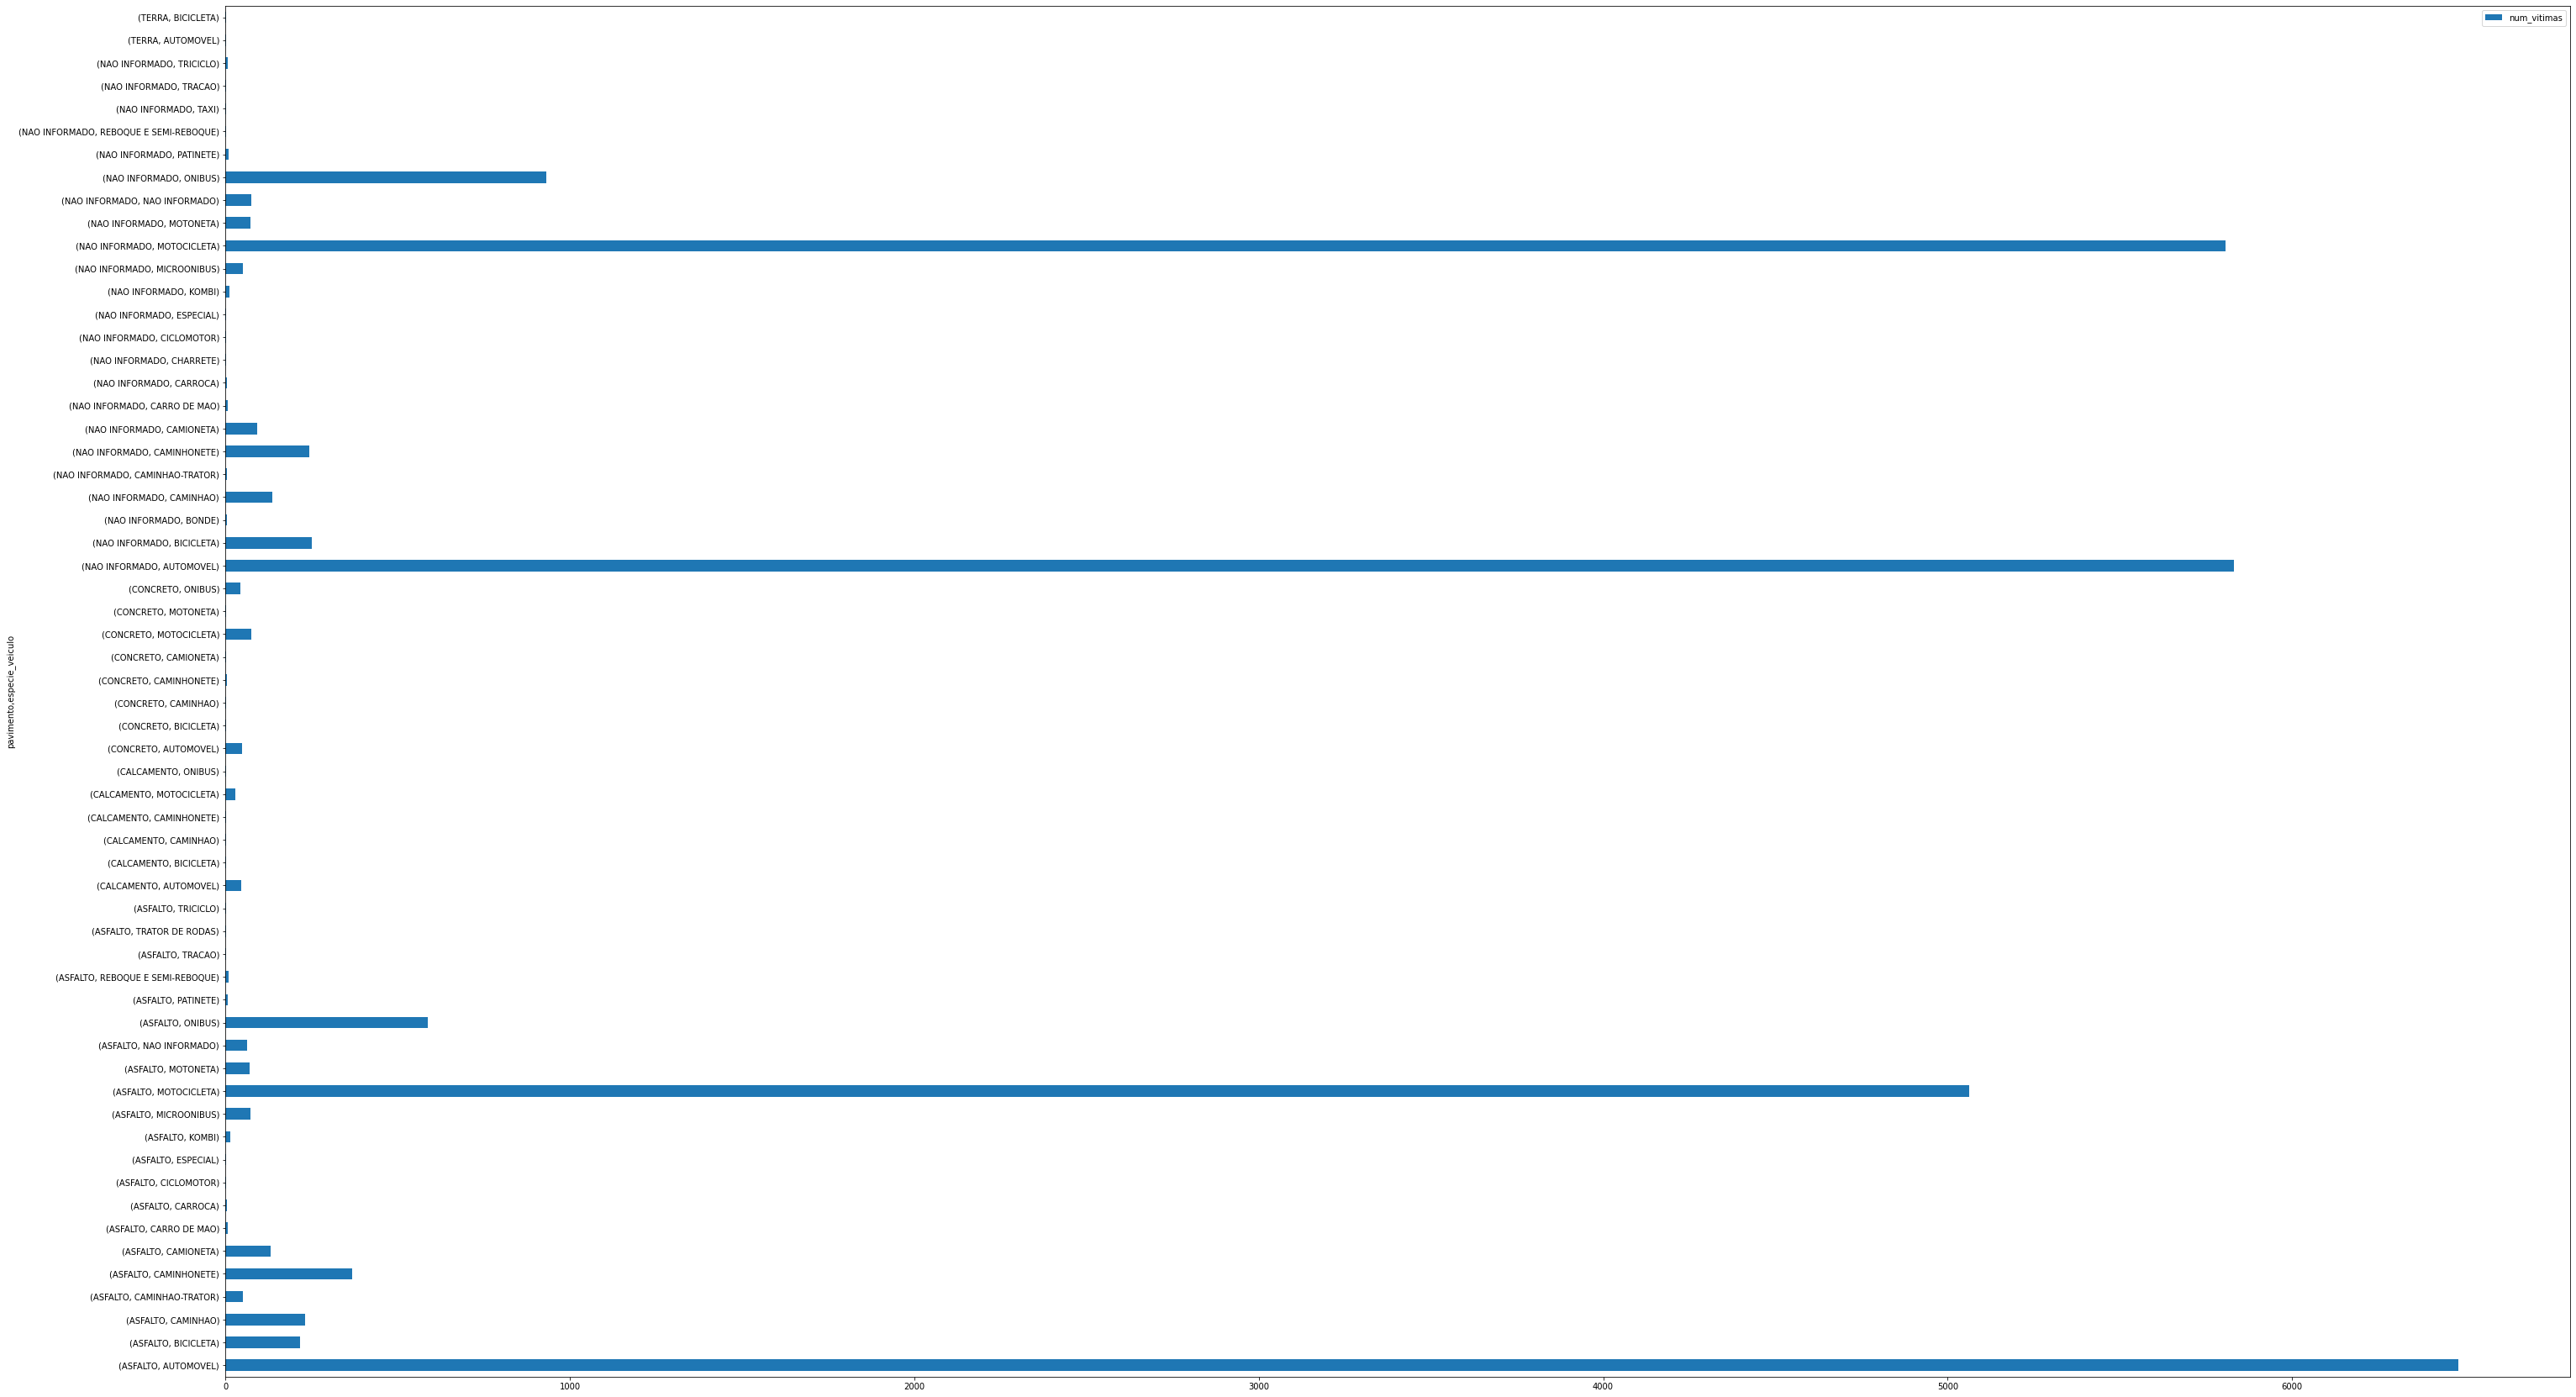 num_vitimas
(TERRA, BICICLETA)
(TERRA, AUTOMOVEL)
(NAO INFORMADO, TRICICLO)
(NAO INFORMADO, TRACAO)
(NAO INFORMADO, TAXI)
(NAO INFORMADO, REBOQUE E SEMI-REBOQUE)
(NAO INFORMADO, PATINETE)
(NAO INFORMADO, ONIBUS)
(NAO INFORMADO, NAO INFORMADO)
(NAO INFORMADO, MOTONETA)
(NAO INFORMADO, MOTOCICLETA)
(NAO INFORMADO, MICROONIBUS)
(NAO INFORMADO, KOMBI)
(NAO INFORMADO, ESPECIAL)
(NAO INFORMADO, CICLOMOTOR)
(NAO INFORMADO, CHARRETE)
(NAO INFORMADO, CARROCA)
(NAO INFORMADO, CARRO DE MAO)
(NAO INFORMADO, CAMIONETA)
(NAO INFORMADO, CAMINHONETE)
(NAO INFORMADO, CAMINHAO-TRATOR)
(NAO INFORMADO, CAMINHAO)
(NAO INFORMADO, BONDE)
(NAO INFORMADO, BICICLETA)
(NAO INFORMADO, AUTOMOVEL)
(CONCRETO, ONIBUS)
(CONCRETO, MOTONETA)
(CONCRETO, MOTOCICLETA)
(CONCRETO, CAMIONETA)
(CONCRETO, CAMINHONETE)
(CONCRETO, CAMINHAO)
(CONCRETO, BICICLETA)
(CONCRETO, AUTOMOVEL)
(CALCAMENTO, ONIBUS)
(CALCAMENTO, MOTOCICLETA)
(CALCAMENTO, CAMINHONETE)
(CALCAMENTO, CAMINHAO)
(CALCAMENTO, BICICLETA)
(CALCAMENTO, AUTOMOVEL)
(ASFALTO, TRICICLO)
(ASFALTO, TRATOR DE RODAS)
(ASFALTO, TRACAO)
(ASFALTO, REBOQUE E SEMI-REBOQUE)
(ASFALTO, PATINETE)
(ASFALTO, ONIBUS)
(ASFALTO, NAO INFORMADO)
(ASFALTO, MOTONETA)
(ASFALTO, MOTOCICLETA)
(ASFALTO, MICROONIBUS)
(ASFALTO, KOMBI)
(ASFALTO, ESPECIAL)
(ASFALTO, CICLOMOTOR)
(ASFALTO, CARROCA)
(ASFALTO, CARRO DE MAO)
(ASFALTO, CAMIONETA)
(ASFALTO, CAMINHONETE)
(ASFALTO, CAMINHAO-TRATOR)
(ASFALTO, CAMINHAO)
(ASFALTO, BICICLETA)
(ASFALTO, AUTOMOVEL)
pavimento,especie_veiculo
0 1000 2000 3000 4000 5000 6000